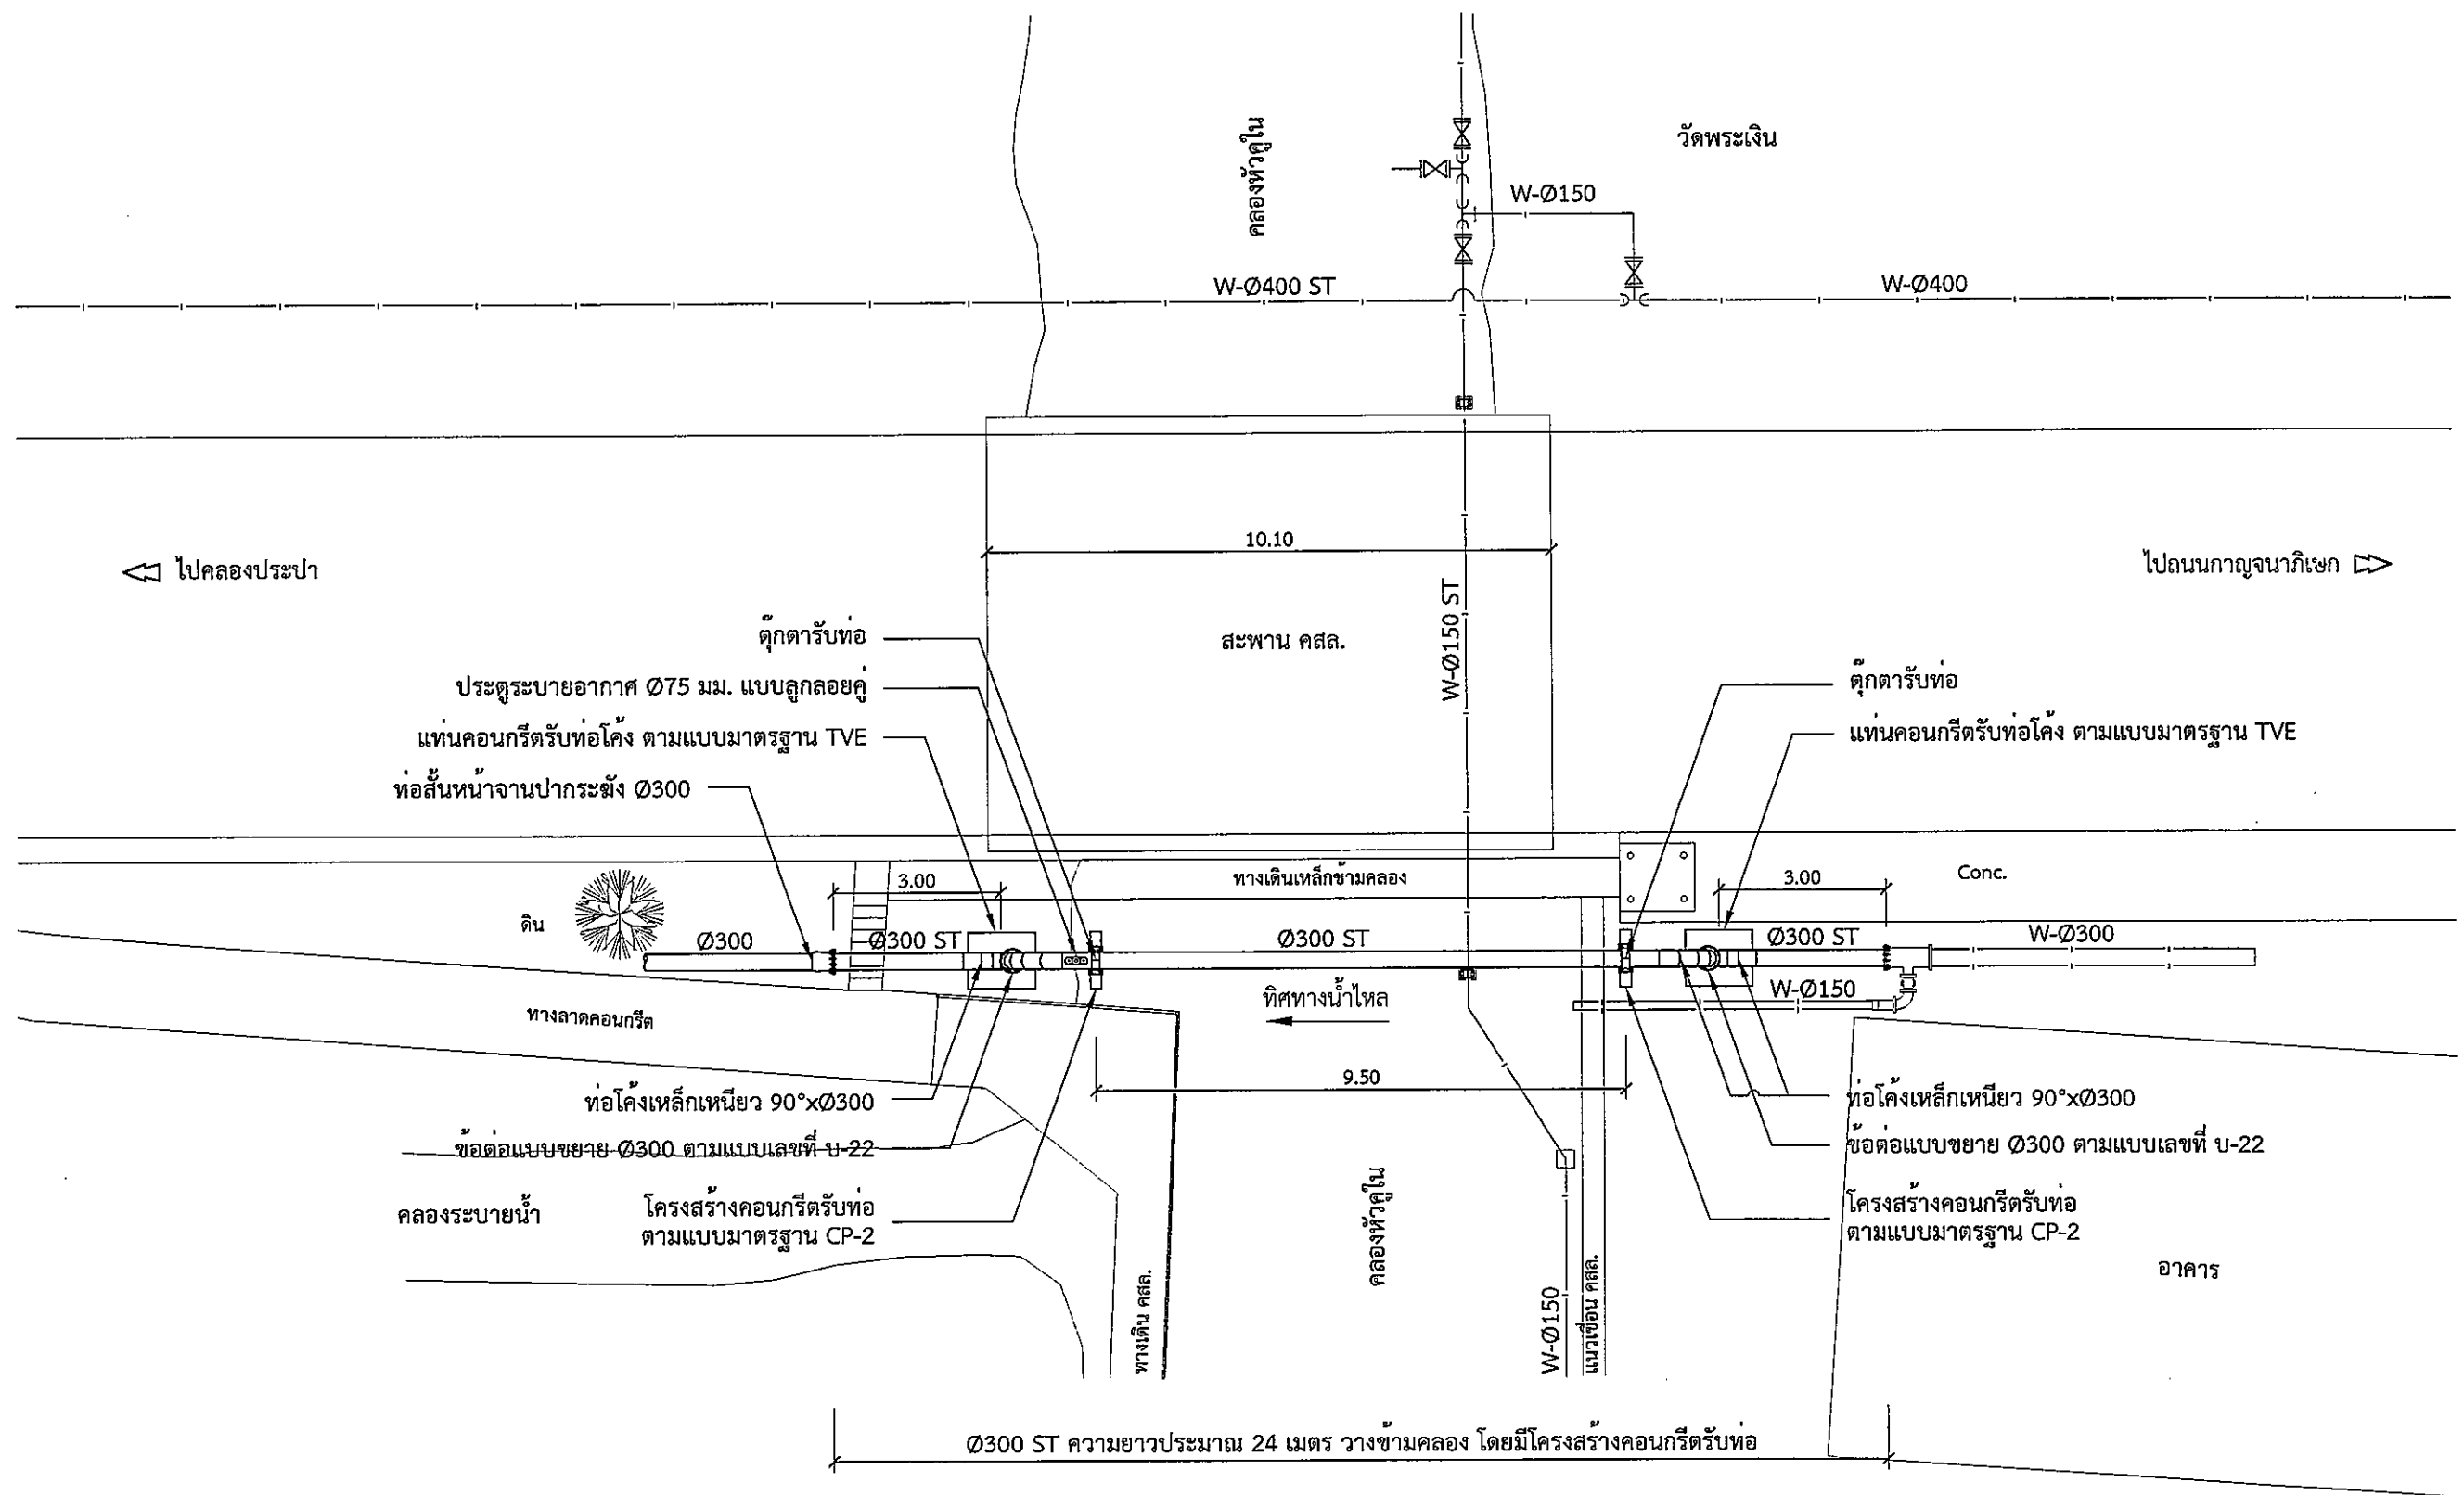 คลองหัวคูใน
วัดพระเงิน
W-Ø150
W-Ø400 ST
W-Ø400
10.10
ไปคลองประปา
ไปถนนกาญจนาภิเษก
สะพาน คสล.
W-Ø150 ST
ตุ๊กตารับท่อ
ประตูระบายอากาศ Ø75 มม. แบบลูกลอยคู่
แท่นคอนกรีตรับท่อโค้ง ตามแบบมาตรฐาน TVE
ท่อสั้นหน้าจานปากระฆัง Ø300
ตุ๊กตารับท่อ
แท่นคอนกรีตรับท่อโค้ง ตามแบบมาตรฐาน TVE
3.00
ทางเดินเหล็กข้ามคลอง
3.00
Conc.
ดิน
Ø300
Ø300 ST
Ø300 ST
Ø300 ST
W-Ø300
W-Ø150
ทิศทางน้ำไหล
ทางลาดคอนกรีต
9.50
ท่อโค้งเหล็กเหนียว 90°xØ300
ข้อต่อแบบขยาย Ø300 ตามแบบเลขที่ บ-22
โครงสร้างคอนกรีตรับท่อ
ตามแบบมาตรฐาน CP-2
คลองระบายน้ำ
ท่อโค้งเหล็กเหนียว 90°xØ300
ข้อต่อแบบขยาย Ø300 ตามแบบเลขที่ บ-22
โครงสร้างคอนกรีตรับท่อ
ตามแบบมาตรฐาน CP-2
อาคาร
ทางเดิน คสล.
คลองหัวคูใน
W-Ø150
แนวเขื่อน คสล.
Ø300 ST ความยาวประมาณ 24 เมตร วางข้ามคลอง โดยมีโครงสร้างคอนกรีตรับท่อ